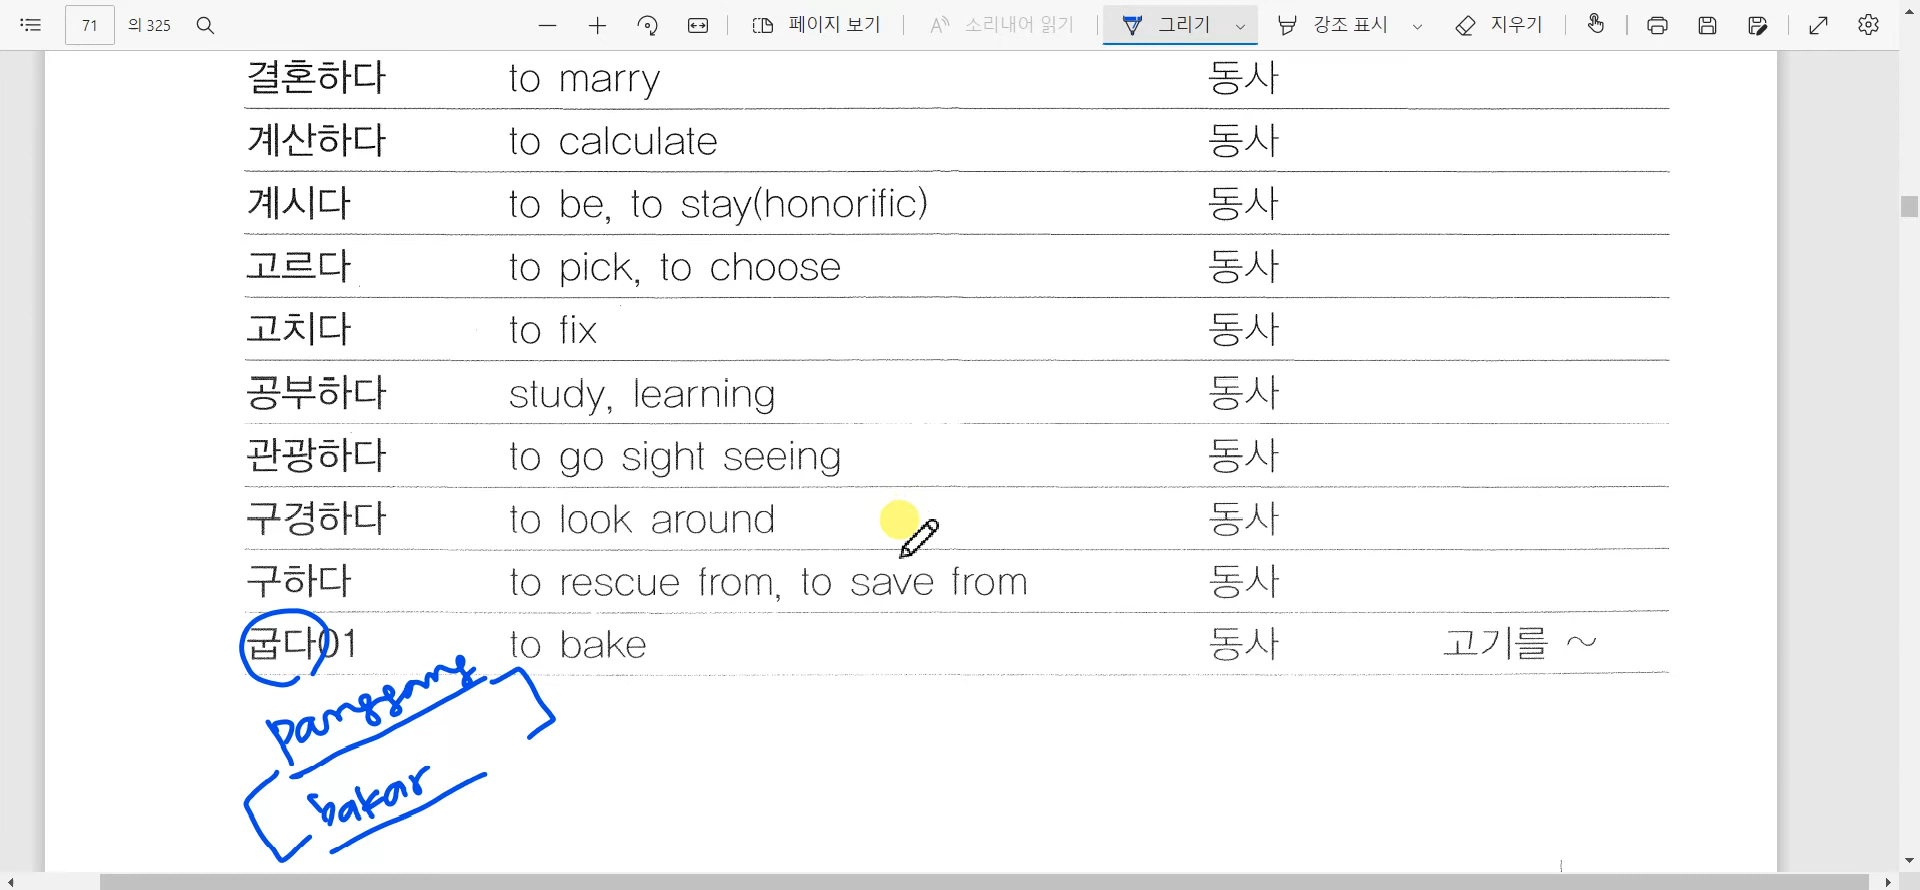 71 의 325 페이지 보기 소리내어 읽기 그리기 강조 표시 지우기
결혼하다 to marry 동사
계산하다 to calculate 동사
계시다 to be, to stay(honorific) 동사
고르다 to pick, to choose 동사
고치다 to fix 동사
공부하다 study, learning 동사
관광하다 to go sight seeing 동사
구경하다 to look around 동사
구하다 to rescue from, to save from 동사
굽다01 to bake 동사 고기를 ~
panggang
bakar